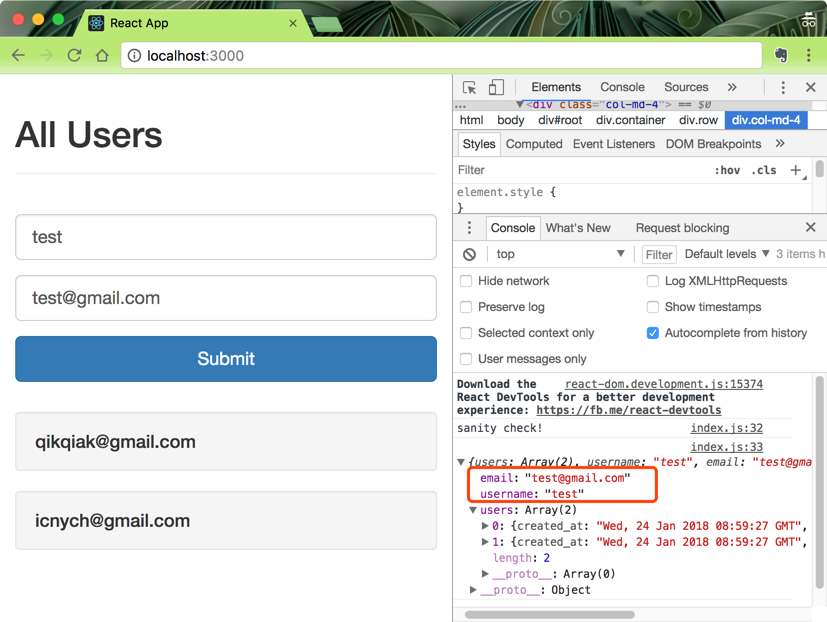 React App
localhost:3000
All Users
test
test@gmail.com
Submit
qikqiak@gmail.com
icnych@gmail.com
Elements Console Sources »
... ▼<div class="col-md-4"> == $0
html body div#root div.container div.row div.col-md-4
Styles Computed Event Listeners DOM Breakpoints »
Filter :hov .cls +
element.style {
}
Console What's New Request blocking
top ▼ Filter Default levels ▼ 3 items h
Hide network Log XMLHttpRequests
Preserve log Show timestamps
Selected context only Autocomplete from history
User messages only
Download the react-dom.development.js:15374
React DevTools for a better development
experience: https://fb.me/react-devtools
sanity check! index.js:32
index.js:33
▼{users: Array(2), username: "test", email: "test@gma
email: "test@gmail.com"
username: "test"
▼users: Array(2)
▶0: {created_at: "Wed, 24 Jan 2018 08:59:27 GMT",
▶1: {created_at: "Wed, 24 Jan 2018 08:59:27 GMT",
length: 2
▶__proto__: Array(0)
▶__proto__: Object